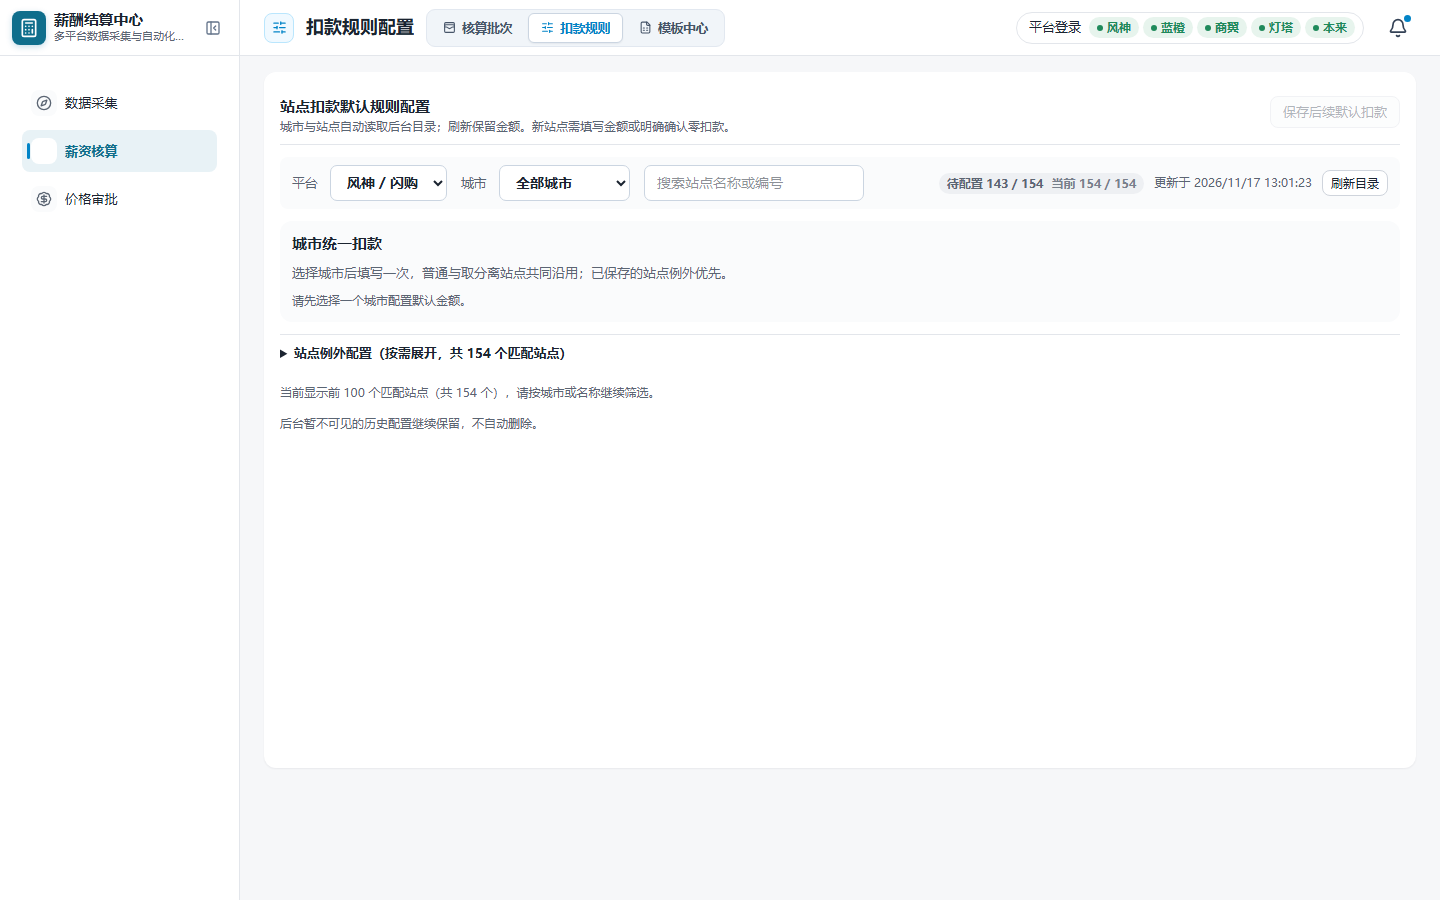 薪酬结算中心
多平台数据采集与自动化...
数据采集
薪资核算
价格审批
扣款规则配置
核算批次
扣款规则
模板中心
平台登录
风神
蓝橙
商翼
灯塔
本来
站点扣款默认规则配置
城市与站点自动读取后台目录；刷新保留金额。新站点需填写金额或明确确认零扣款。
保存后续默认扣款
平台
风神 / 闪购
城市
全部城市
搜索站点名称或编号
待配置 143 / 154 当前 154 / 154
更新于 2026/11/17 13:01:23
刷新目录
城市统一扣款
选择城市后填写一次，普通与取分离站点共同沿用；已保存的站点例外优先。
请先选择一个城市配置默认金额。
站点例外配置（按需展开，共 154 个匹配站点）
当前显示前 100 个匹配站点（共 154 个），请按城市或名称继续筛选。
后台暂不可见的历史配置继续保留，不自动删除。